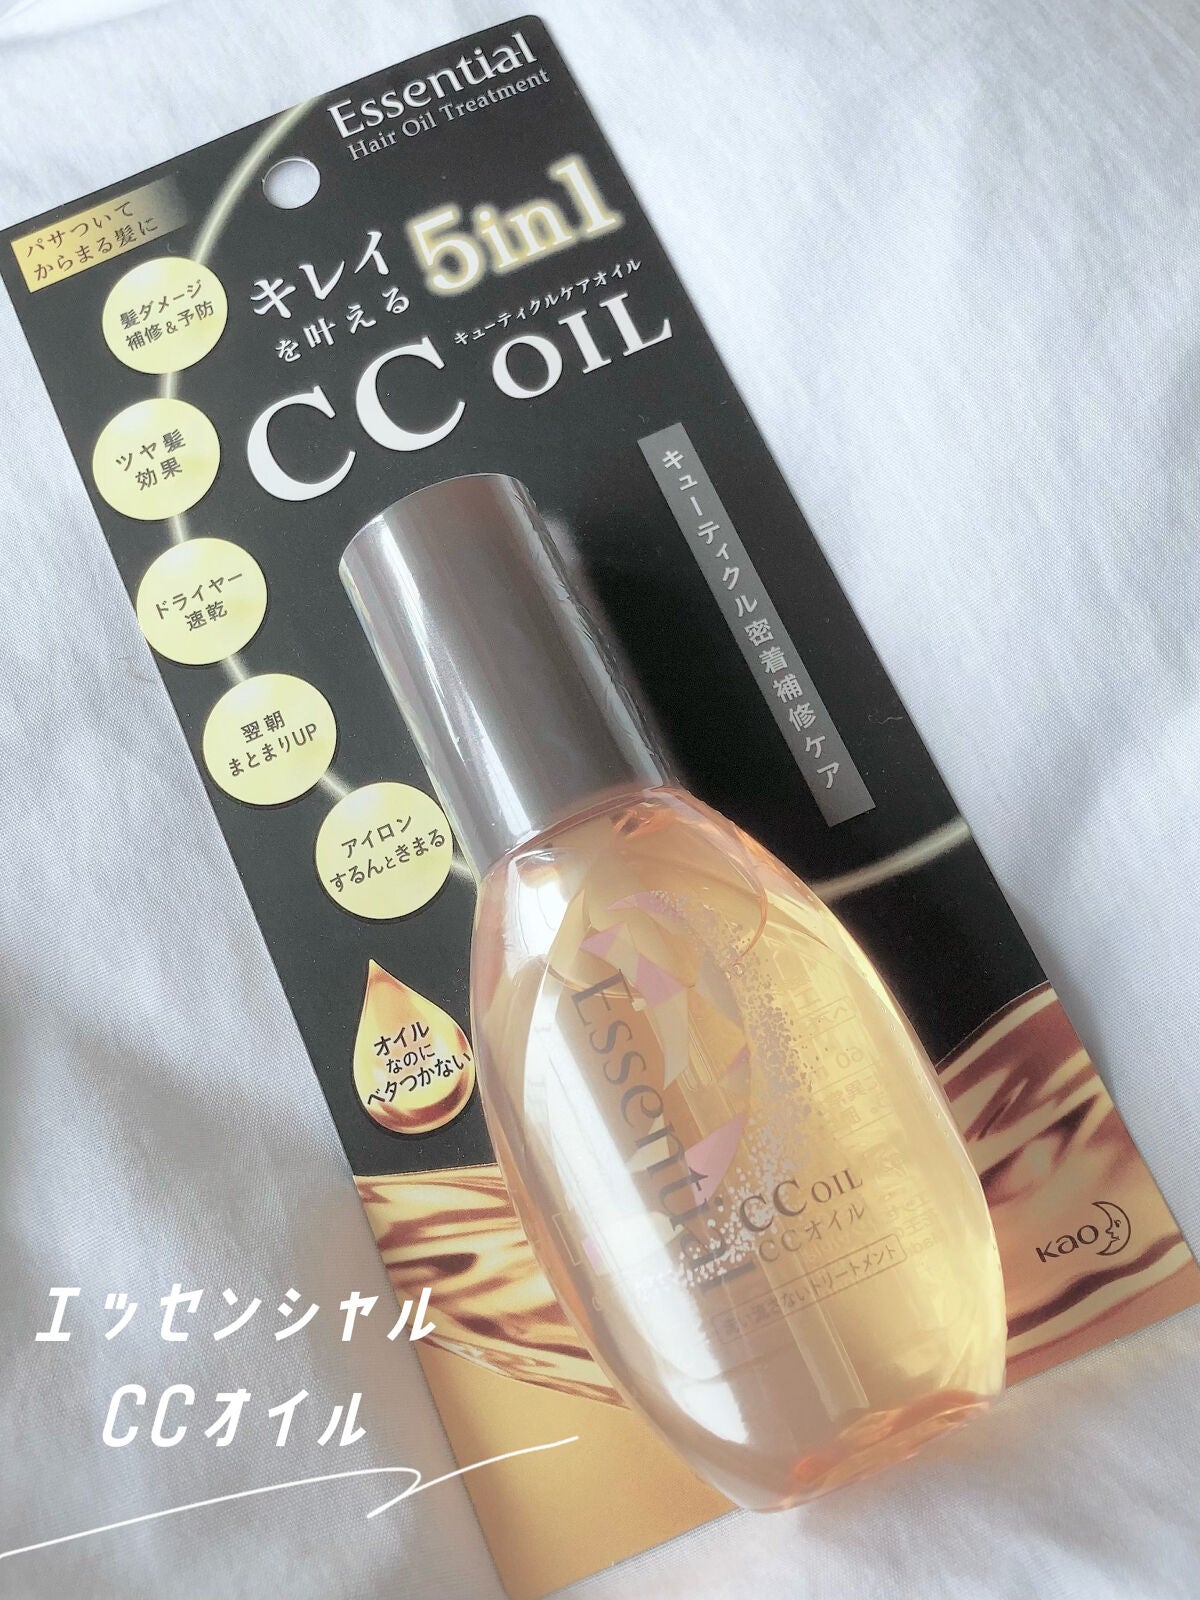 Essential
Hair Oil Treatment
パサついて
からまる髪に
キレイ
を叶える
5in1
キューティクルケアオイル
CC OIL
髪ダメージ
補修&予防
ツヤ髪
効果
ドライヤー
速乾
翌朝
まとまりUP
アイロン
するんときまる
キューティクル密着補修ケア
オイル
なのに
ベタつかない
Essential
CC OIL
CCオイル
洗い流さないトリートメント
Kao
エッセンシャル
CCオイル